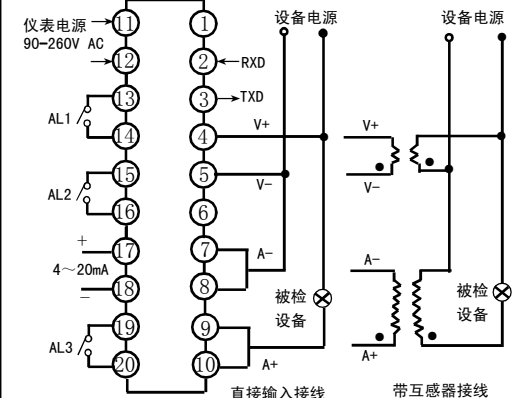 仪表电源
90-260V AC
AL1
AL2
+
4～20mA
−
AL3
11
12
13
14
15
16
17
18
19
20
1
2
3
4
5
6
7
8
9
10
RXD
TXD
V+
V-
A-
A+
设备电源
被检
设备
直接输入接线
设备电源
V+
V-
A-
A+
被检
设备
带互感器接线